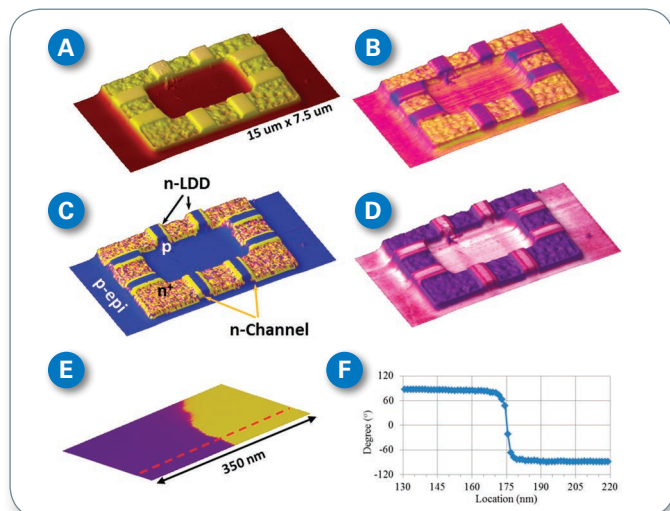 A
B
15 um x 7.5 um
C
n-LDD
p
n+
p-epi
n-Channel
D
E
350 nm
F
120
60
0
-60
-120
Degree (°)
130 145 160 175 190 205 220
Location (nm)